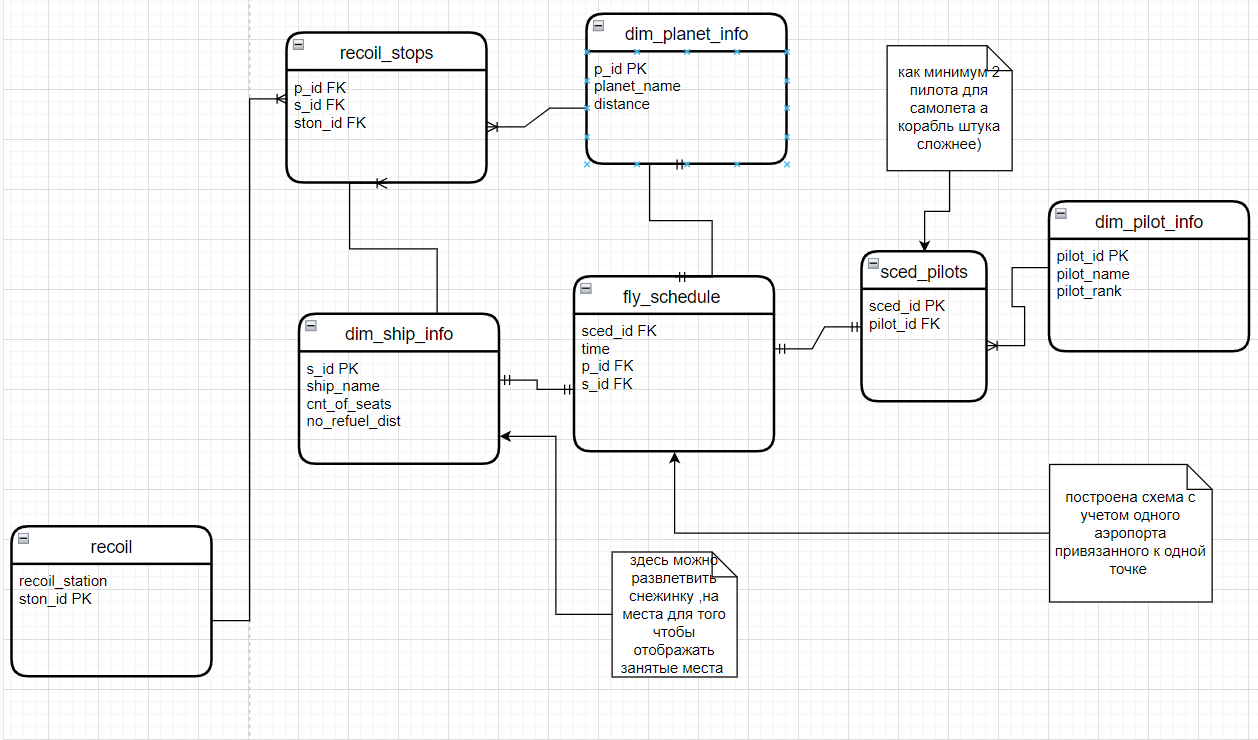 recoil_stops
p_id FK
s_id FK
ston_id FK
dim_planet_info
p_id PK
planet_name
distance
как минимум 2
пилота для
самолета а
корабль штука
сложнее)
dim_pilot_info
pilot_id PK
pilot_name
pilot_rank
sced_pilots
sced_id PK
pilot_id FK
fly_schedule
sced_id FK
time
p_id FK
s_id FK
dim_ship_info
s_id PK
ship_name
cnt_of_seats
no_refuel_dist
recoil
recoil_station
ston_id PK
здесь можно
развлетвить
снежинку ,на
места для того
чтобы
отображать
занятые места
построена схема с
учетом одного
аэропорта
привязанного к одной
точке